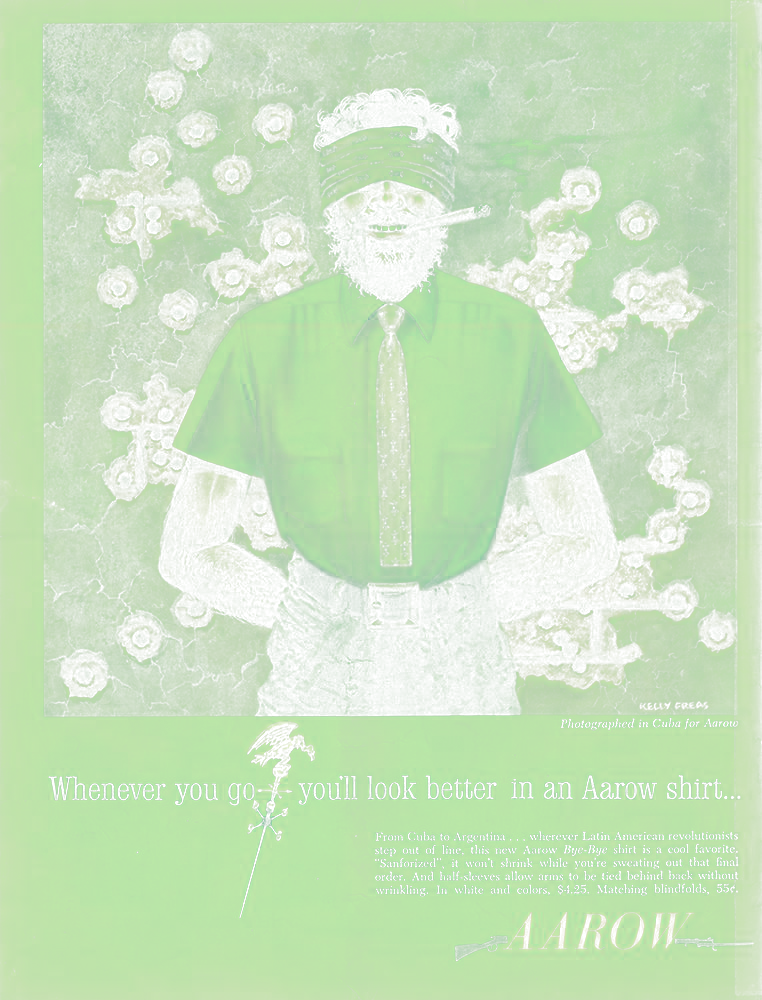 KELLY FREAS
Photographed in Cuba for Aarow
Whenever you go — you'll look better in an Aarow shirt...
From Cuba to Argentina . . . wherever Latin American revolutionists
step out of line, this new Aarow Bye-Bye shirt is a cool favorite.
"Sanforized", it won't shrink while you're sweating out that final
order. And half-sleeves allow arms to be tied behind back without
wrinkling. In white and colors, $4.25. Matching blindfolds, 55¢.
AAROW